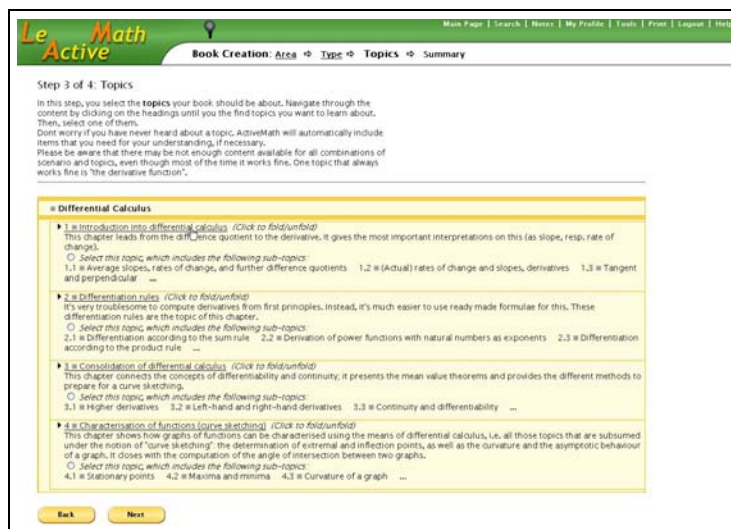 Le Math
Active
Main Page | Search | Notes | My Profile | Tools | Print | Logout | Help
Book Creation: Area ⇨ Type ⇨ Topics ⇨ Summary
Step 3 of 4: Topics
In this step, you select the topics your book should be about. Navigate through the
content by clicking on the headings until you the find topics you want to learn about.
Then, select one of them.
Dont worry if you have never heard about a topic. ActiveMath will automatically include
items that you need for your understanding, if necessary.
Please be aware that there may be not enough content available for all combinations of
scenario and topics, even though most of the time it works fine. One topic that always
works fine is "the derivative function".
Differential Calculus
1 Introduction into differential calculus (Click to fold/unfold)
This chapter leads from the difference quotient to the derivative. It gives the most important interpretations on this (as slope, resp. rate of
change).
Select this topic, which includes the following sub-topics:
1.1 Average slopes, rates of change, and further difference quotients 1.2 (Actual) rates of change and slopes, derivatives 1.3 Tangent
and perpendicular ...
2 Differentiation rules (Click to fold/unfold)
It's very troublesome to compute derivatives from first principles. Instead, it's much easier to use ready made formulae for this. These
differentiation rules are the topic of this chapter.
Select this topic, which includes the following sub-topics:
2.1 Differentiation according to the sum rule 2.2 Derivation of power functions with natural numbers as exponents 2.3 Differentiation
according to the product rule ...
3 Consolidation of differential calculus (Click to fold/unfold)
This chapter connects the concepts of differentiability and continuity; it presents the mean value theorems and provides the different methods to
prepare for a curve sketching.
Select this topic, which includes the following sub-topics:
3.1 Higher derivatives 3.2 Left-hand and right-hand derivatives 3.3 Continuity and differentiability ...
4 Characterisation of functions (curve sketching) (Click to fold/unfold)
This chapter shows how graphs of functions can be characterised using the means of differential calculus, i.e. all those topics that are subsumed
under the notion of "curve sketching": the determination of extremal and inflection points, as well as the curvature and the asymptotic behaviour
of a graph. It closes with the computation of the angle of intersection between two graphs.
Select this topic, which includes the following sub-topics:
4.1 Stationary points 4.2 Maxima and minima 4.3 Curvature of a graph ...
Back Next